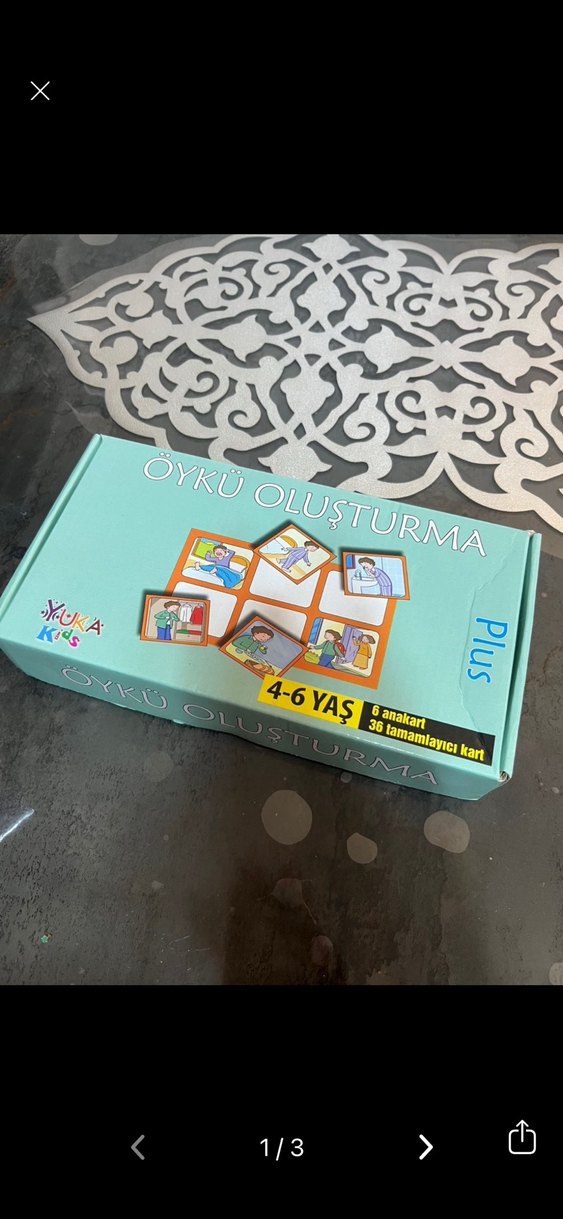 ÖYKÜ OLUŞTURMA
YUKA
Kids
Plus
4-6 YAŞ
6 anakart
36 tamamlayıcı kart
ÖYKÜ OLUŞTURMA
1 / 3